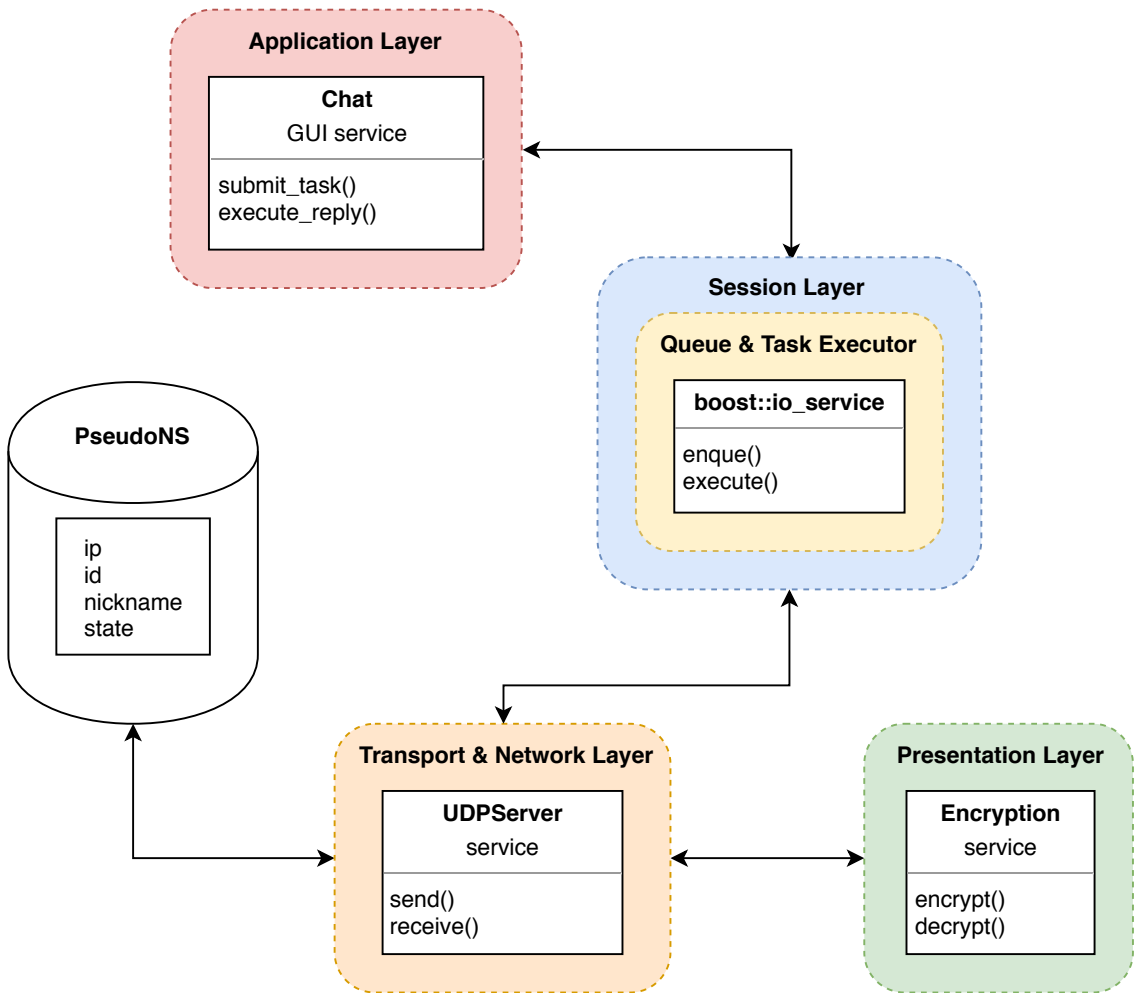 Application Layer
Chat
GUI service
submit_task()
execute_reply()
Session Layer
Queue & Task Executor
boost::io_service
enque()
execute()
PseudoNS
ip
id
nickname
state
Transport & Network Layer
UDPServer
service
send()
receive()
Presentation Layer
Encryption
service
encrypt()
decrypt()